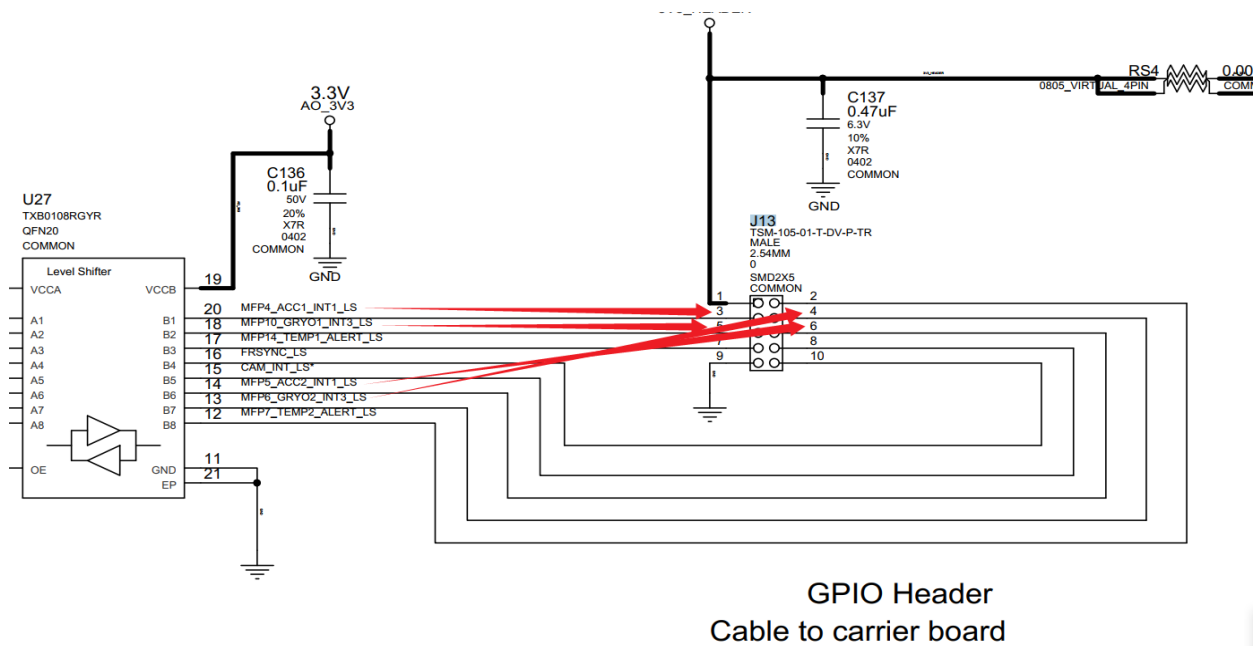 RS4
0.00
0805_VIRTUAL_4PIN
COMM
3.3V
AO_3V3
C137
0.47uF
6.3V
10%
X7R
0402
COMMON
GND
C136
0.1uF
50V
20%
X7R
0402
COMMON
GND
U27
TXB0108RGYR
QFN20
COMMON
J13
TSM-105-01-T-DV-P-TR
MALE
2.54MM
0
SMD2X5
COMMON
Level Shifter
VCCA VCCB 19
A1 B1 20 MFP4_ACC1_INT1_LS
A2 B2 18 MFP10_GRYO1_INT3_LS
A3 B3 17 MFP14_TEMP1_ALERT_LS
A4 B4 16 FRSYNC_LS
A5 B5 15 CAM_INT_LS*
A6 B6 14 MFP5_ACC2_INT1_LS
A7 B7 13 MFP6_GRYO2_INT3_LS
A8 B8 12 MFP7_TEMP2_ALERT_LS
OE GND 11
EP 21
1 2
3 4
5 6
7 8
9 10
GPIO Header
Cable to carrier board